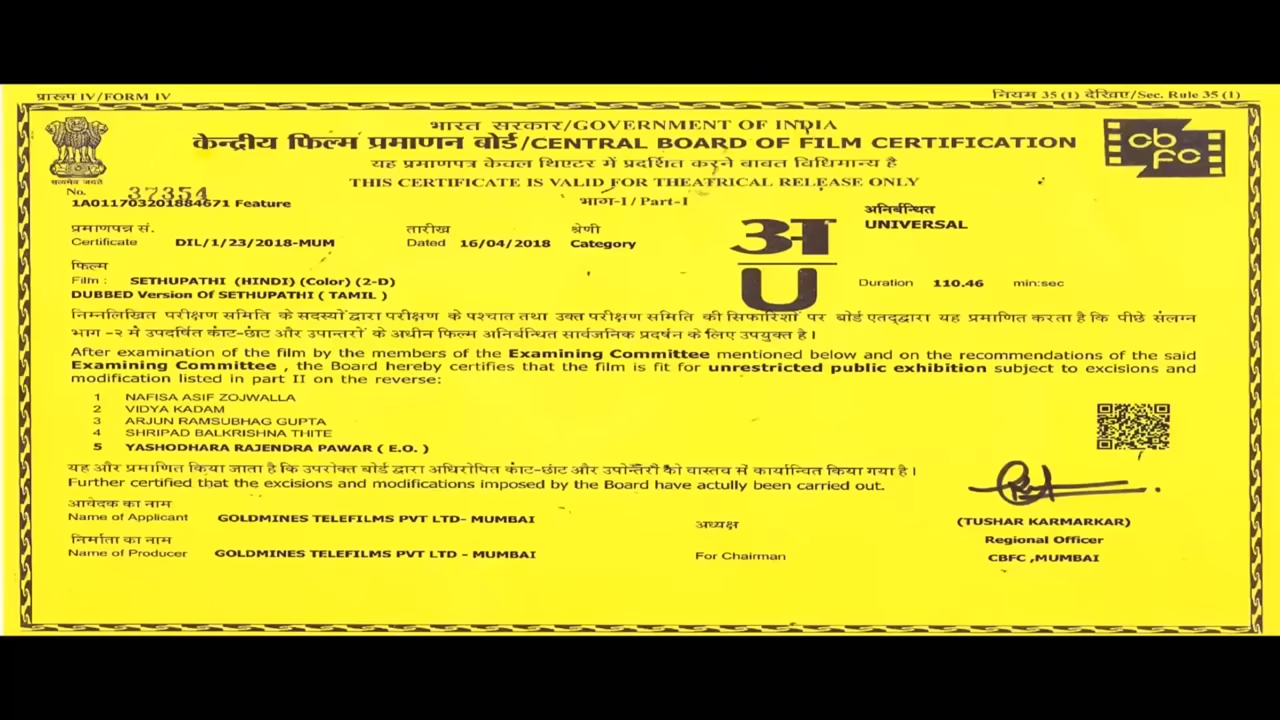 प्रारूप IV/FORM IV
नियम 35 (1) देखिए/Sec. Rule 35 (1)
भारत सरकार/GOVERNMENT OF INDIA
केन्द्रीय फिल्म प्रमाणन बोर्ड/CENTRAL BOARD OF FILM CERTIFICATION
cb
fc
यह प्रमाणपत्र केवल थिएटर में प्रदर्शित करने बावत विधिमान्य है
सत्यमेव जयते
THIS CERTIFICATE IS VALID FOR THEATRICAL RELEASE ONLY
No. 37354
1A011703201884671 Feature
भाग-I/Part-I
प्रमाणपत्र सं. तारीख श्रेणी
Certificate DIL/1/23/2018-MUM Dated 16/04/2018 Category
अ
U
अनिर्बन्धित
UNIVERSAL
फिल्म
Film : SETHUPATHI (HINDI) (Color) (2-D)
Duration 110.46 min:sec
DUBBED Version Of SETHUPATHI ( TAMIL )
निम्नलिखित परीक्षण समिति के सदस्यों द्वारा परीक्षण के पश्चात तथा उक्त परीक्षण समिति की सिफारिशों पर बोर्ड एतद्द्वारा यह प्रमाणित करता है कि पीछे संलग्न
भाग -२ में उपदर्षित कांट-छांट और उपान्तरों के अधीन फिल्म अनिर्बन्धित सार्वजनिक प्रदर्षन के लिए उपयुक्त है।
After examination of the film by the members of the Examining Committee mentioned below and on the recommendations of the said
Examining Committee , the Board hereby certifies that the film is fit for unrestricted public exhibition subject to excisions and
modification listed in part II on the reverse:
1 NAFISA ASIF ZOJWALLA
2 VIDYA KADAM
3 ARJUN RAMSUBHAG GUPTA
4 SHRIPAD BALKRISHNA THITE
5 YASHODHARA RAJENDRA PAWAR ( E.O. )
यह और प्रमाणित किया जाता है कि उपरोक्त बोर्ड द्वारा अधिरोपित कांट-छांट और उपान्तरों को वास्तव में कार्यान्वित किया गया है।
Further certified that the excisions and modifications imposed by the Board have actully been carried out.
आवेदक का नाम
Name of Applicant GOLDMINES TELEFILMS PVT LTD- MUMBAI
निर्माता का नाम
Name of Producer GOLDMINES TELEFILMS PVT LTD - MUMBAI
अध्यक्ष
For Chairman
(TUSHAR KARMARKAR)
Regional Officer
CBFC ,MUMBAI